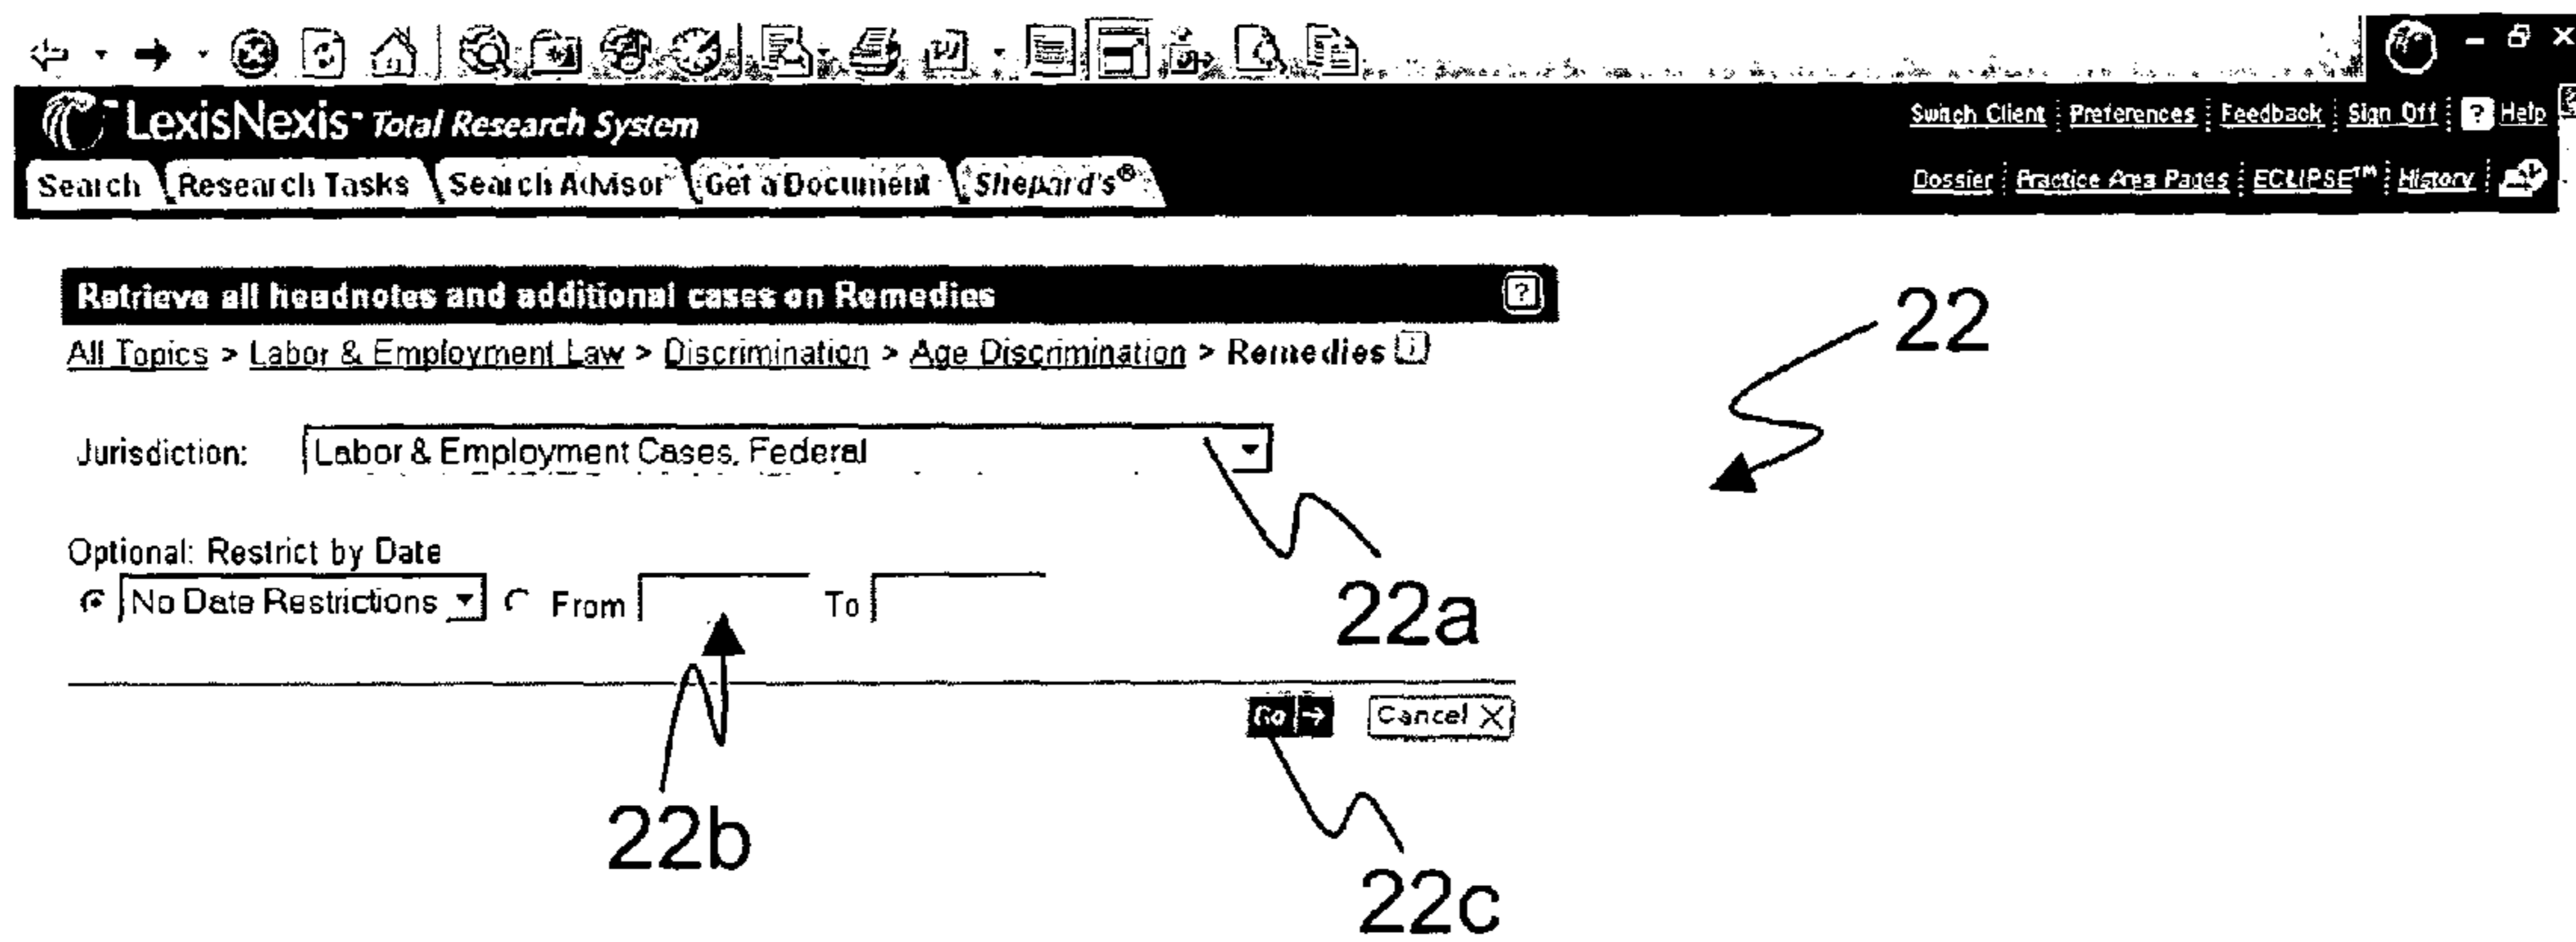 LexisNexis™ Total Research System
Switch Client Preferences Feedback Sign Off ? Help
Search Research Tasks Search Advisor Get a Document Shepard's®
Dossier Practice Area Pages ECLIPSE™ History
Retrieve all headnotes and additional cases on Remedies ?
All Topics > Labor & Employment Law > Discrimination > Age Discrimination > Remedies i
22
Jurisdiction: Labor & Employment Cases, Federal
Optional: Restrict by Date
No Date Restrictions From To
22a
Go → Cancel X
22b
22c